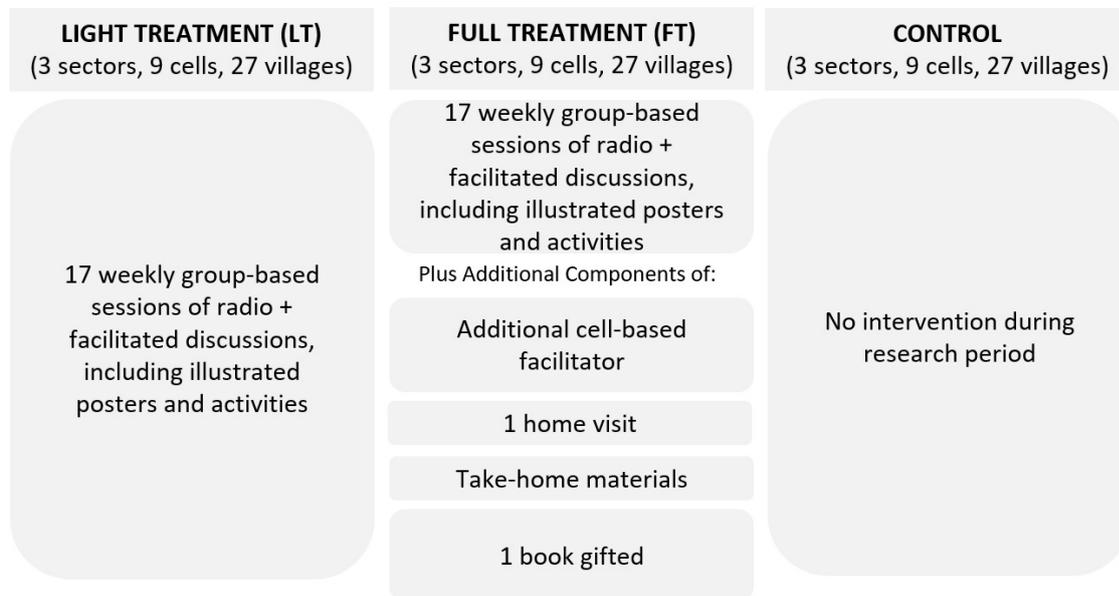 LIGHT TREATMENT (LT)
(3 sectors, 9 cells, 27 villages)
17 weekly group-based
sessions of radio +
facilitated discussions,
including illustrated
posters and activities
FULL TREATMENT (FT)
(3 sectors, 9 cells, 27 villages)
17 weekly group-based
sessions of radio +
facilitated discussions,
including illustrated posters
and activities
Plus Additional Components of:
Additional cell-based
facilitator
1 home visit
Take-home materials
1 book gifted
CONTROL
(3 sectors, 9 cells, 27 villages)
No intervention during
research period